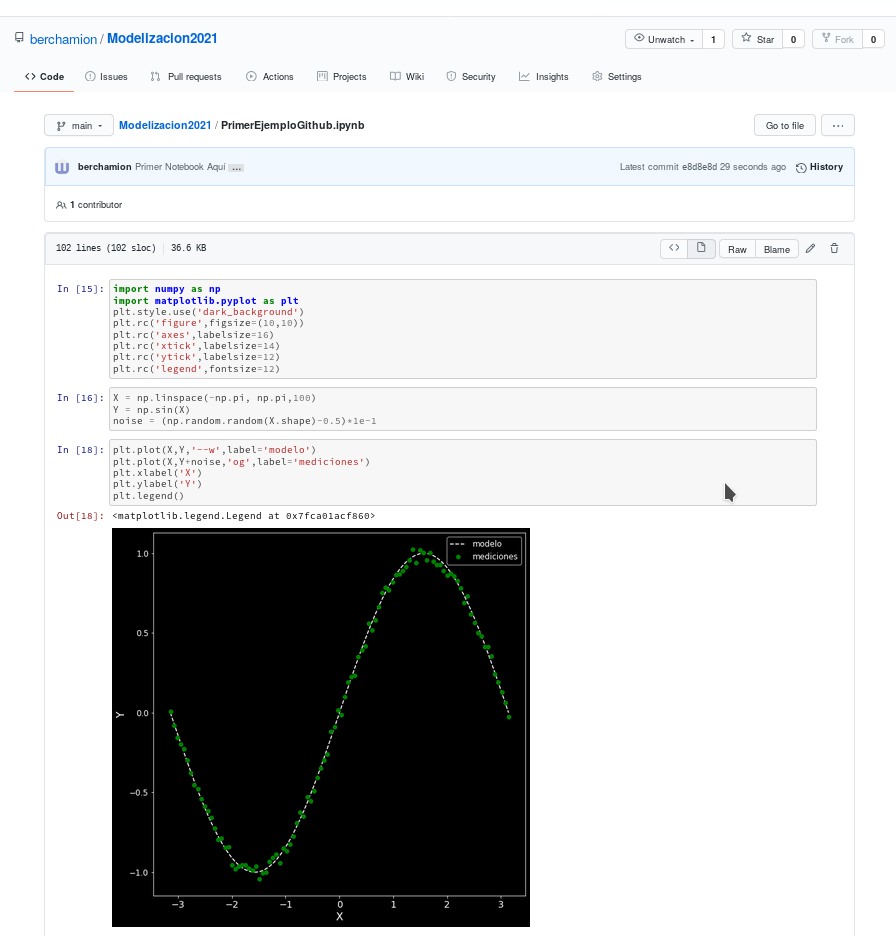 berchamion / Modelizacion2021
Unwatch 1 Star 0 Fork 0
Code Issues Pull requests Actions Projects Wiki Security Insights Settings
main Modelizacion2021 / PrimerEjemploGithub.ipynb Go to file ...
berchamion Primer Notebook Aquí ... Latest commit e8d8e8d 29 seconds ago History
1 contributor
102 lines (102 sloc) 36.6 KB <> Raw Blame
In [15]: import numpy as np
import matplotlib.pyplot as plt
plt.style.use('dark_background')
plt.rc('figure',figsize=(10,10))
plt.rc('axes',labelsize=16)
plt.rc('xtick',labelsize=14)
plt.rc('ytick',labelsize=12)
plt.rc('legend',fontsize=12)
In [16]: X = np.linspace(-np.pi, np.pi,100)
Y = np.sin(X)
noise = (np.random.random(X.shape)-0.5)*1e-1
In [18]: plt.plot(X,Y,'--w',label='modelo')
plt.plot(X,Y+noise,'og',label='mediciones')
plt.xlabel('X')
plt.ylabel('Y')
plt.legend()
Out[18]: <matplotlib.legend.Legend at 0x7fca01acf860>
modelo
mediciones
1.0
0.5
0.0
−0.5
−1.0
Y
−3 −2 −1 0 1 2 3
X